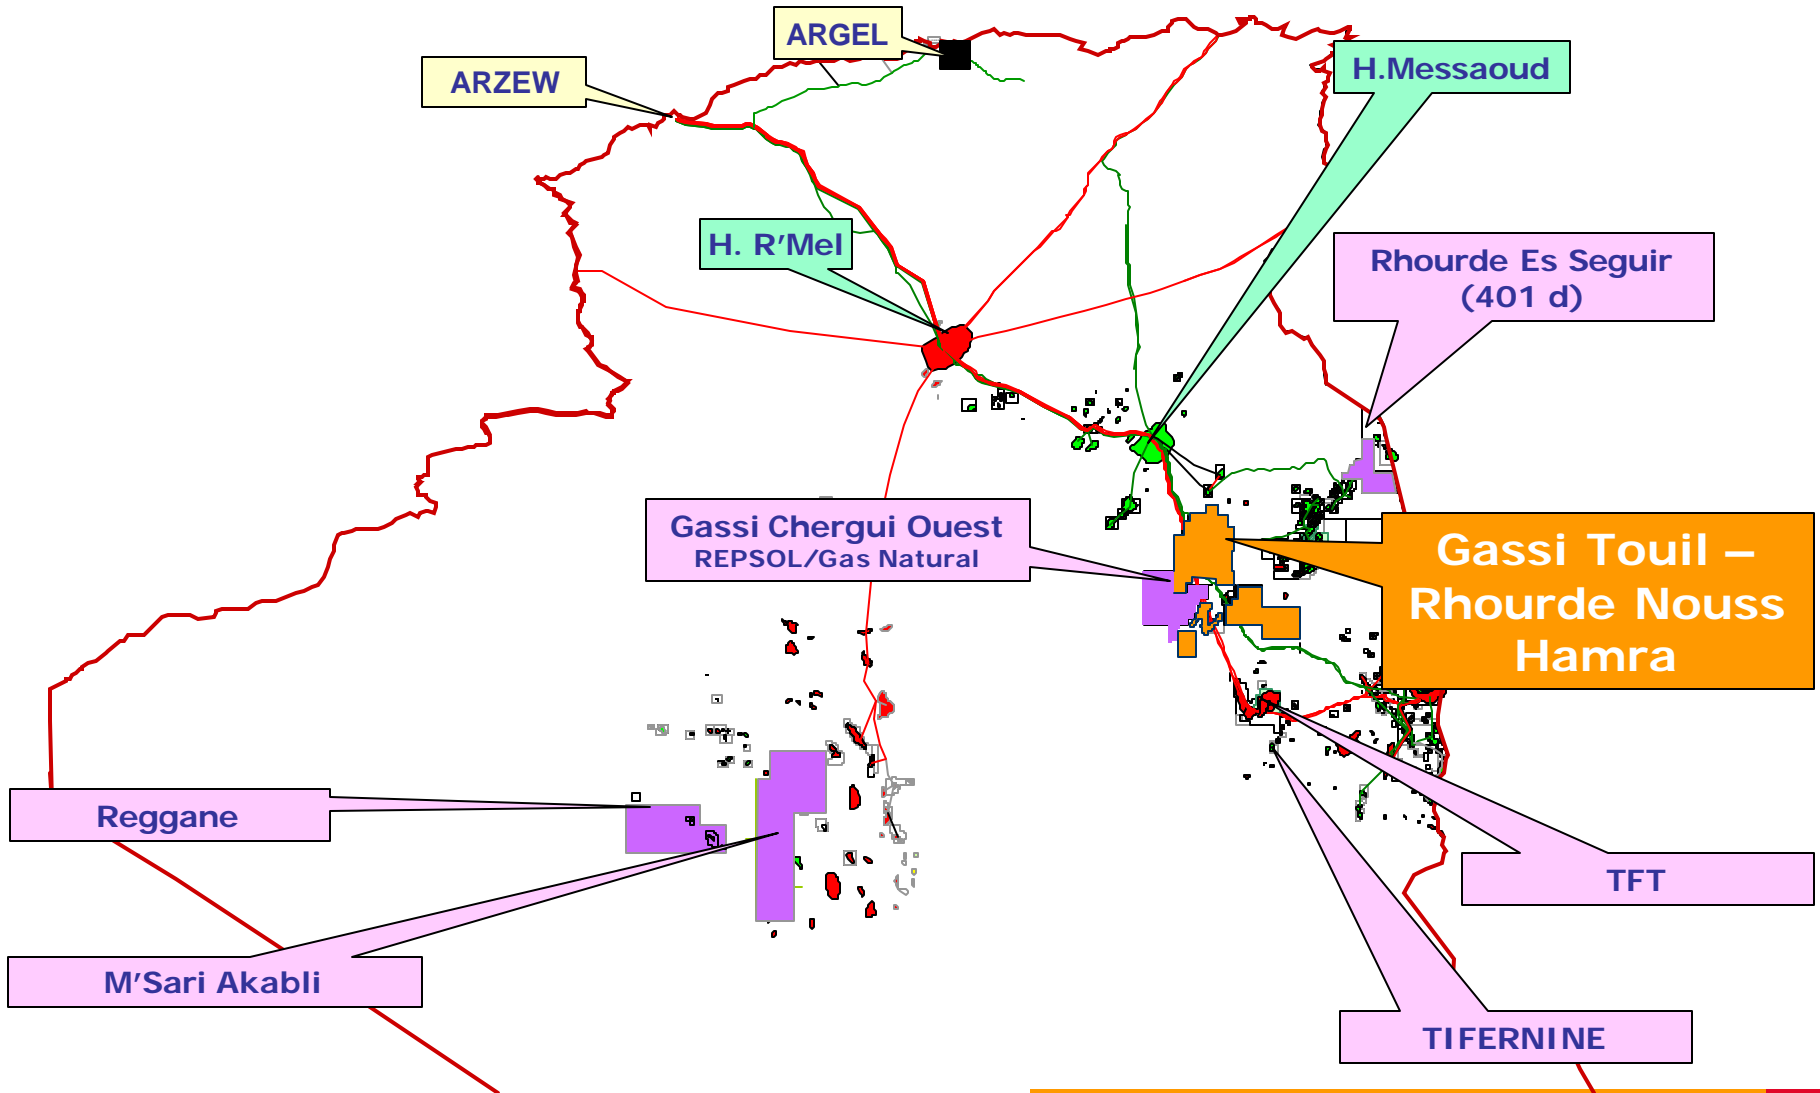 ARGEL
ARZEW
H.Messaoud
H. R'Mel
Rhourde Es Seguir
(401 d)
Gassi Chergui Ouest
REPSOL/Gas Natural
Gassi Touil –
Rhourde Nouss
Hamra
Reggane
TFT
M'Sari Akabli
TIFERNINE